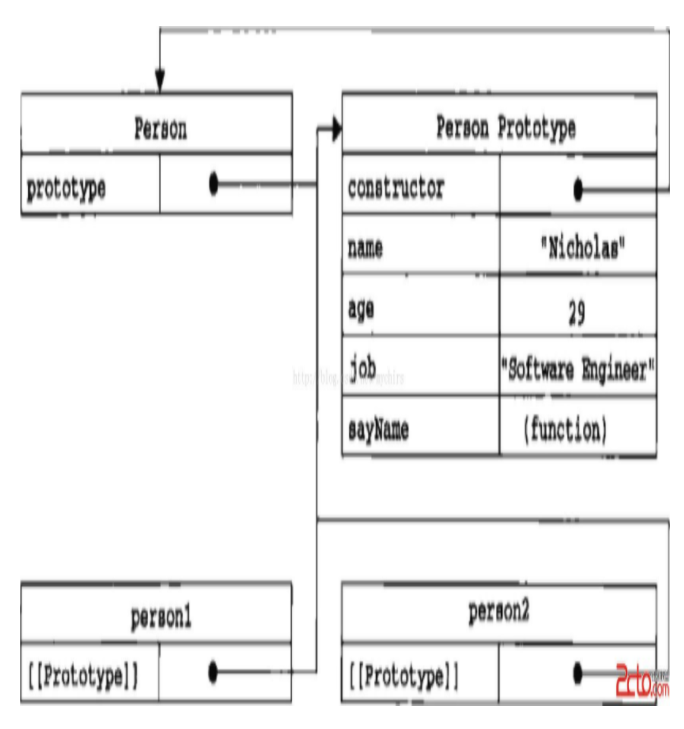 Person
prototype
Person Prototype
constructor
name "Nicholas"
age 29
job "Software Engineer"
sayName (function)
person1
[[Prototype]]
person2
[[Prototype]]
2cto.com